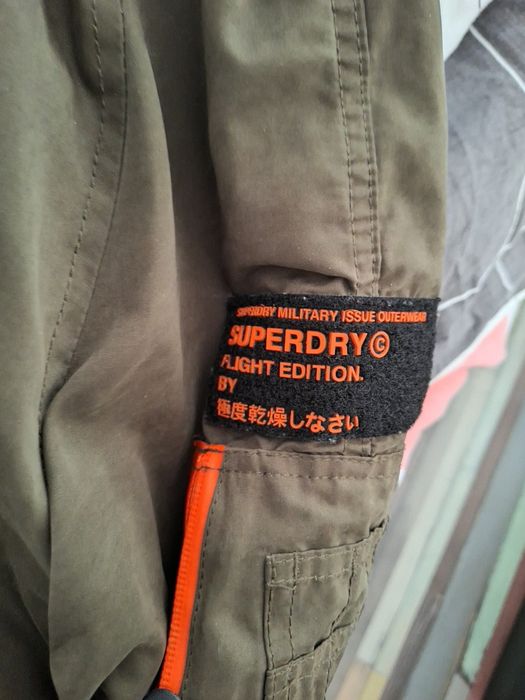 SUPERDRY MILITARY ISSUE OUTERWEAR
SUPERDRY©
FLIGHT EDITION.
BY
極度乾燥しなさい